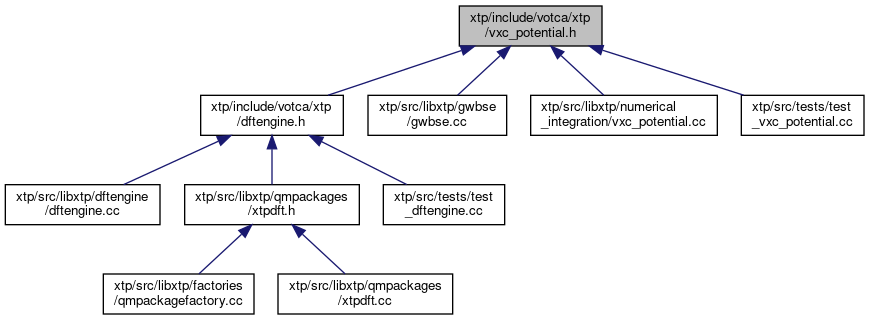 xtp/include/votca/xtp
/vxc_potential.h
xtp/include/votca/xtp
/dftengine.h
xtp/src/libxtp/gwbse
/gwbse.cc
xtp/src/libxtp/numerical
_integration/vxc_potential.cc
xtp/src/tests/test
_vxc_potential.cc
xtp/src/libxtp/dftengine
/dftengine.cc
xtp/src/libxtp/qmpackages
/xtpdft.h
xtp/src/tests/test
_dftengine.cc
xtp/src/libxtp/factories
/qmpackagefactory.cc
xtp/src/libxtp/qmpackages
/xtpdft.cc